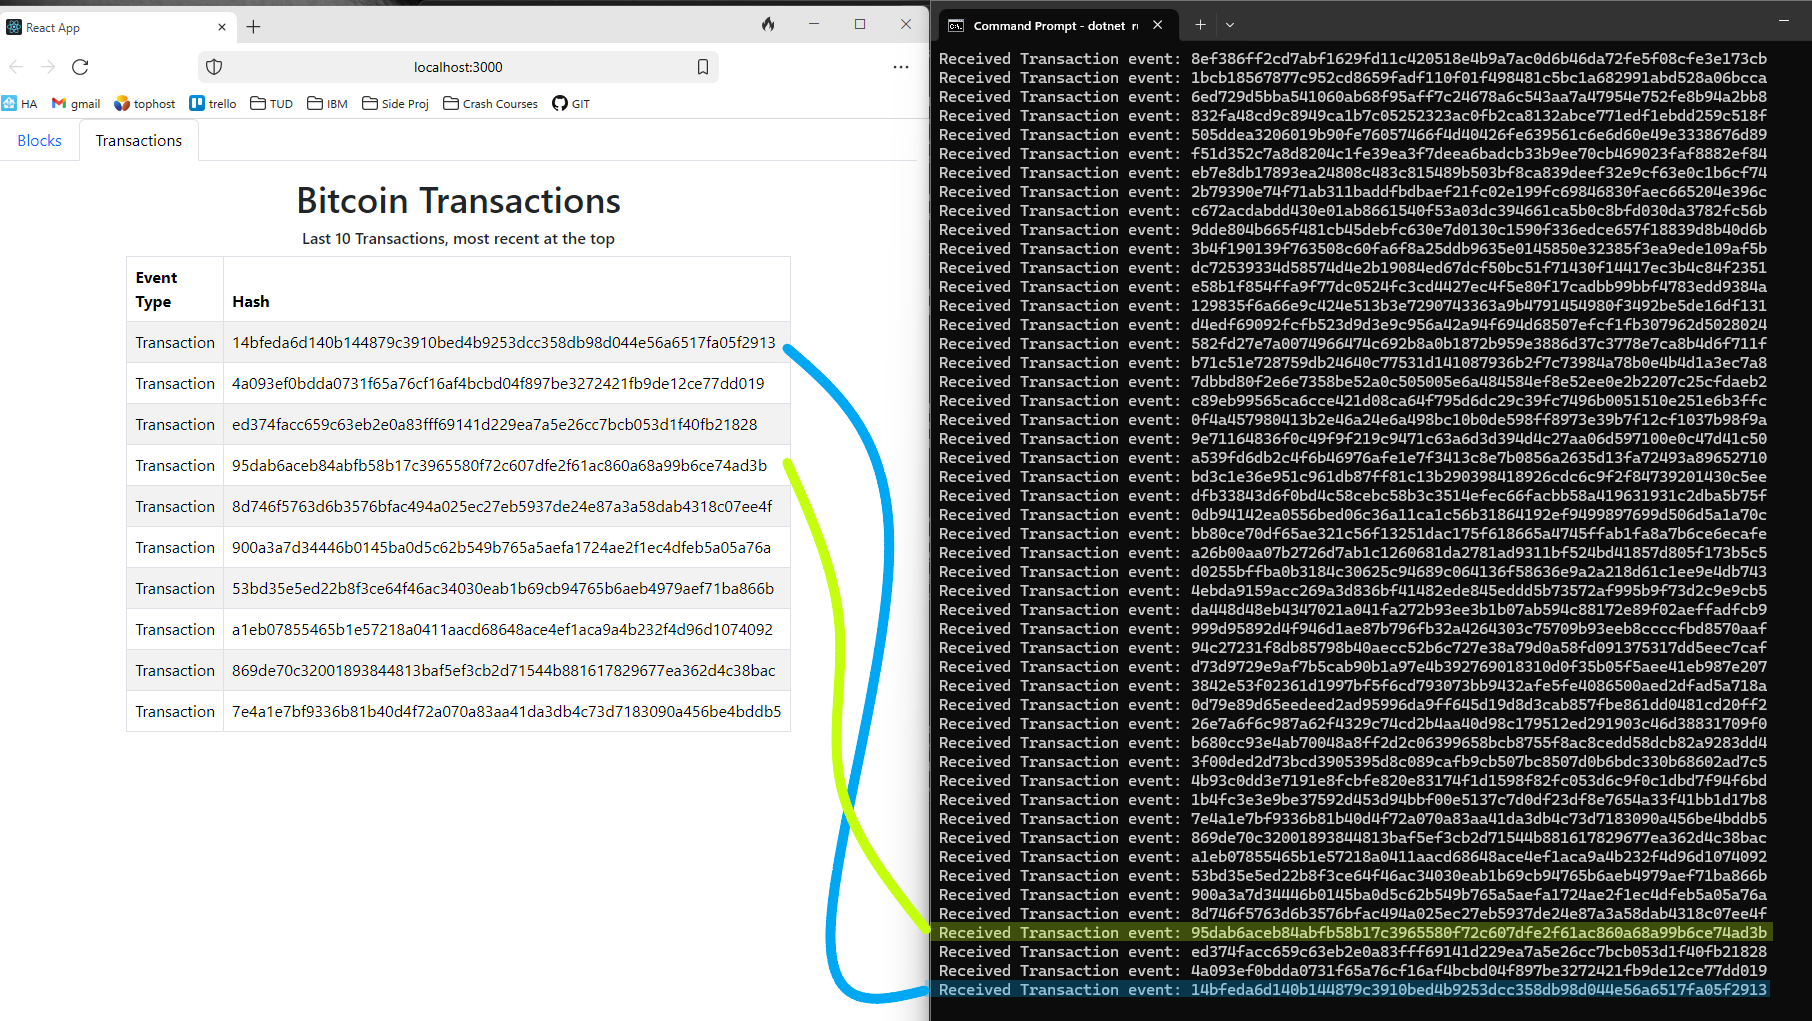 React App
localhost:3000
HA gmail tophost trello TUD IBM Side Proj Crash Courses GIT
Blocks Transactions
Bitcoin Transactions
Last 10 Transactions, most recent at the top
Event Type Hash
Transaction 14bfeda6d140b144879c3910bed4b9253dcc358db98d044e56a6517fa05f2913
Transaction 4a093ef0bdda0731f65a76cf16af4bcbd04f897be3272421fb9de12ce77dd019
Transaction ed374facc659c63eb2e0a83fff69141d229ea7a5e26cc7bcb053d1f40fb21828
Transaction 95dab6aceb84abfb58b17c3965580f72c607dfe2f61ac860a68a99b6ce74ad3b
Transaction 8d746f5763d6b3576bfac494a025ec27eb5937de24e87a3a58dab4318c07ee4f
Transaction 900a3a7d34446b0145ba0d5c62b549b765a5aefa1724ae2f1ec4dfeb5a05a76a
Transaction 53bd35e5ed22b8f3ce64f46ac34030eab1b69cb94765b6aeb4979aef71ba866b
Transaction a1eb07855465b1e57218a0411aacd68648ace4ef1aca9a4b232f4d96d1074092
Transaction 869de70c32001893844813baf5ef3cb2d71544b881617829677ea362d4c38bac
Transaction 7e4a1e7bf9336b81b40d4f72a070a83aa41da3db4c73d7183090a456be4bddb5
Command Prompt - dotnet
Received Transaction event: 8ef386ff2cd7abf1629fd11c420518e4b9a7ac0d6b46da72fe5f08cfe3e173cb
Received Transaction event: 1bcb18567877c952cd8659fadf110f01f498481c5bc1a682991abd528a06bcca
Received Transaction event: 6ed729d5bba541060ab68f95aff7c24678a6c543aa7a47954e752fe8b94a2bb8
Received Transaction event: 832fa48cd9c8949ca1b7c05252323ac0fb2ca8132abce771edf1ebdd259c518f
Received Transaction event: 505ddea3206019b90fe76057466f4d40426fe639561c6e6d60e49e3338676d89
Received Transaction event: f51d352c7a8d8204c1fe39ea3f7deea6badcb33b9ee70cb469023faf8882ef84
Received Transaction event: eb7e8db17893ea24808c483c815489b503bf8ca839deef32e9cf63e0c1b6cf74
Received Transaction event: 2b79390e74f71ab311baddfbdbaef21fc02e199fc69846830faec665204e396c
Received Transaction event: c672acdabdd430e01ab8661540f53a03dc394661ca5b0c8bfd030da3782fc56b
Received Transaction event: 9dde804b665f481cb45debfc630e7d0130c1590f336edce657f18839d8b40d6b
Received Transaction event: 3b4f190139f763508c60fa6f8a25ddb9635e0145850e32385f3ea9ede109af5b
Received Transaction event: dc72539334d58574d4e2b19084ed67dcf50bc51f71430f14417ec3b4c84f2351
Received Transaction event: e58b1f854ffa9f77dc0524fc3cd4427ec4f5e80f17cadbb99bbf4783edd9384a
Received Transaction event: 129835f6a66e9c424e513b3e7290743363a9b4791454980f3492be5de16df131
Received Transaction event: d4edf69092fcfb523d9d3e9c956a42a94f694d68507efcf1fb307962d5028024
Received Transaction event: 582fd27e7a0074966474c692b8a0b1872b959e3886d37c3778e7ca8b4d6f711f
Received Transaction event: b71c51e728759db24640c77531d141087936b2f7c73984a78b0e4b4d1a3ec7a8
Received Transaction event: 7dbbd80f2e6e7358be52a0c505005e6a484584ef8e52ee0e2b2207c25cfdaeb2
Received Transaction event: c89eb99565ca6cce421d08ca64f795d6dc29c39fc7496b0051510e251e6b3ffc
Received Transaction event: 0f4a457980413b2e46a24e6a498bc10b0de598ff8973e39b7f12cf1037b98f9a
Received Transaction event: 9e71164836f0c49f9f219c9471c63a6d3d394d4c27aa06d597100e0c47d41c50
Received Transaction event: a539fd6db2c4f6b46976afe1e7f3413c8e7b0856a2635d13fa72493a89652710
Received Transaction event: bd3c1e36e951c961db87ff81c13b290398418926cdc6c9f2f84739201430c5ee
Received Transaction event: dfb33843d6f0bd4c58cebc58b3c3514efec66facbb58a419631931c2dba5b75f
Received Transaction event: 0db94142ea0556bed06c36a11ca1c56b31864192ef9499897699d506d5a1a70c
Received Transaction event: bb80ce70df65ae321c56f13251dac175f618665a4745ffab1fa8a7b6ce6ecafe
Received Transaction event: a26b00aa07b2726d7ab1c1260681da2781ad9311bf524bd41857d805f173b5c5
Received Transaction event: d0255bffba0b3184c30625c94689c064136f58636e9a2a218d61c1ee9e4db743
Received Transaction event: 4ebda9159acc269a3d836bf41482ede845eddd5b73572af995b9f73d2c9e9cb5
Received Transaction event: da448d48eb4347021a041fa272b93ee3b1b07ab594c88172e89f02aeffadfcb9
Received Transaction event: 999d95892d4f946d1ae87b796fb32a4264303c75709b93eeb8ccccfbd8570aaf
Received Transaction event: 94c27231f8db85798b40aecc52b6c727e38a79d0a58fd091375317dd5eec7caf
Received Transaction event: d73d9729e9af7b5cab90b1a97e4b392769018310d0f35b05f5aee41eb987e207
Received Transaction event: 3842e53f02361d1997bf5f6cd793073bb9432afe5fe4086500aed2dfad5a718a
Received Transaction event: 0d79e89d65eedeed2ad95996da9ff645d19d8d3cab857fbe861dd0481cd20ff2
Received Transaction event: 26e7a6f6c987a62f4329c74cd2b4aa40d98c179512ed291903c46d38831709f0
Received Transaction event: b680cc93e4ab70048a8ff2d2c06399658bcb8755f8ac8cedd58dcb82a9283dd4
Received Transaction event: 3f00ded2d73bcd3905395d8c089cafb9cb507bc8507d0b6bdc330b68602ad7c5
Received Transaction event: 4b93c0dd3e7191e8fcbfe820e83174f1d1598f82fc053d6c9f0c1dbd7f94f6bd
Received Transaction event: 1b4fc3e3e9be37592d453d94bbf00e5137c7d0df23df8e7654a33f41bb1d17b8
Received Transaction event: 7e4a1e7bf9336b81b40d4f72a070a83aa41da3db4c73d7183090a456be4bddb5
Received Transaction event: 869de70c32001893844813baf5ef3cb2d71544b881617829677ea362d4c38bac
Received Transaction event: a1eb07855465b1e57218a0411aacd68648ace4ef1aca9a4b232f4d96d1074092
Received Transaction event: 53bd35e5ed22b8f3ce64f46ac34030eab1b69cb94765b6aeb4979aef71ba866b
Received Transaction event: 900a3a7d34446b0145ba0d5c62b549b765a5aefa1724ae2f1ec4dfeb5a05a76a
Received Transaction event: 8d746f5763d6b3576bfac494a025ec27eb5937de24e87a3a58dab4318c07ee4f
Received Transaction event: 95dab6aceb84abfb58b17c3965580f72c607dfe2f61ac860a68a99b6ce74ad3b
Received Transaction event: ed374facc659c63eb2e0a83fff69141d229ea7a5e26cc7bcb053d1f40fb21828
Received Transaction event: 4a093ef0bdda0731f65a76cf16af4bcbd04f897be3272421fb9de12ce77dd019
Received Transaction event: 14bfeda6d140b144879c3910bed4b9253dcc358db98d044e56a6517fa05f2913